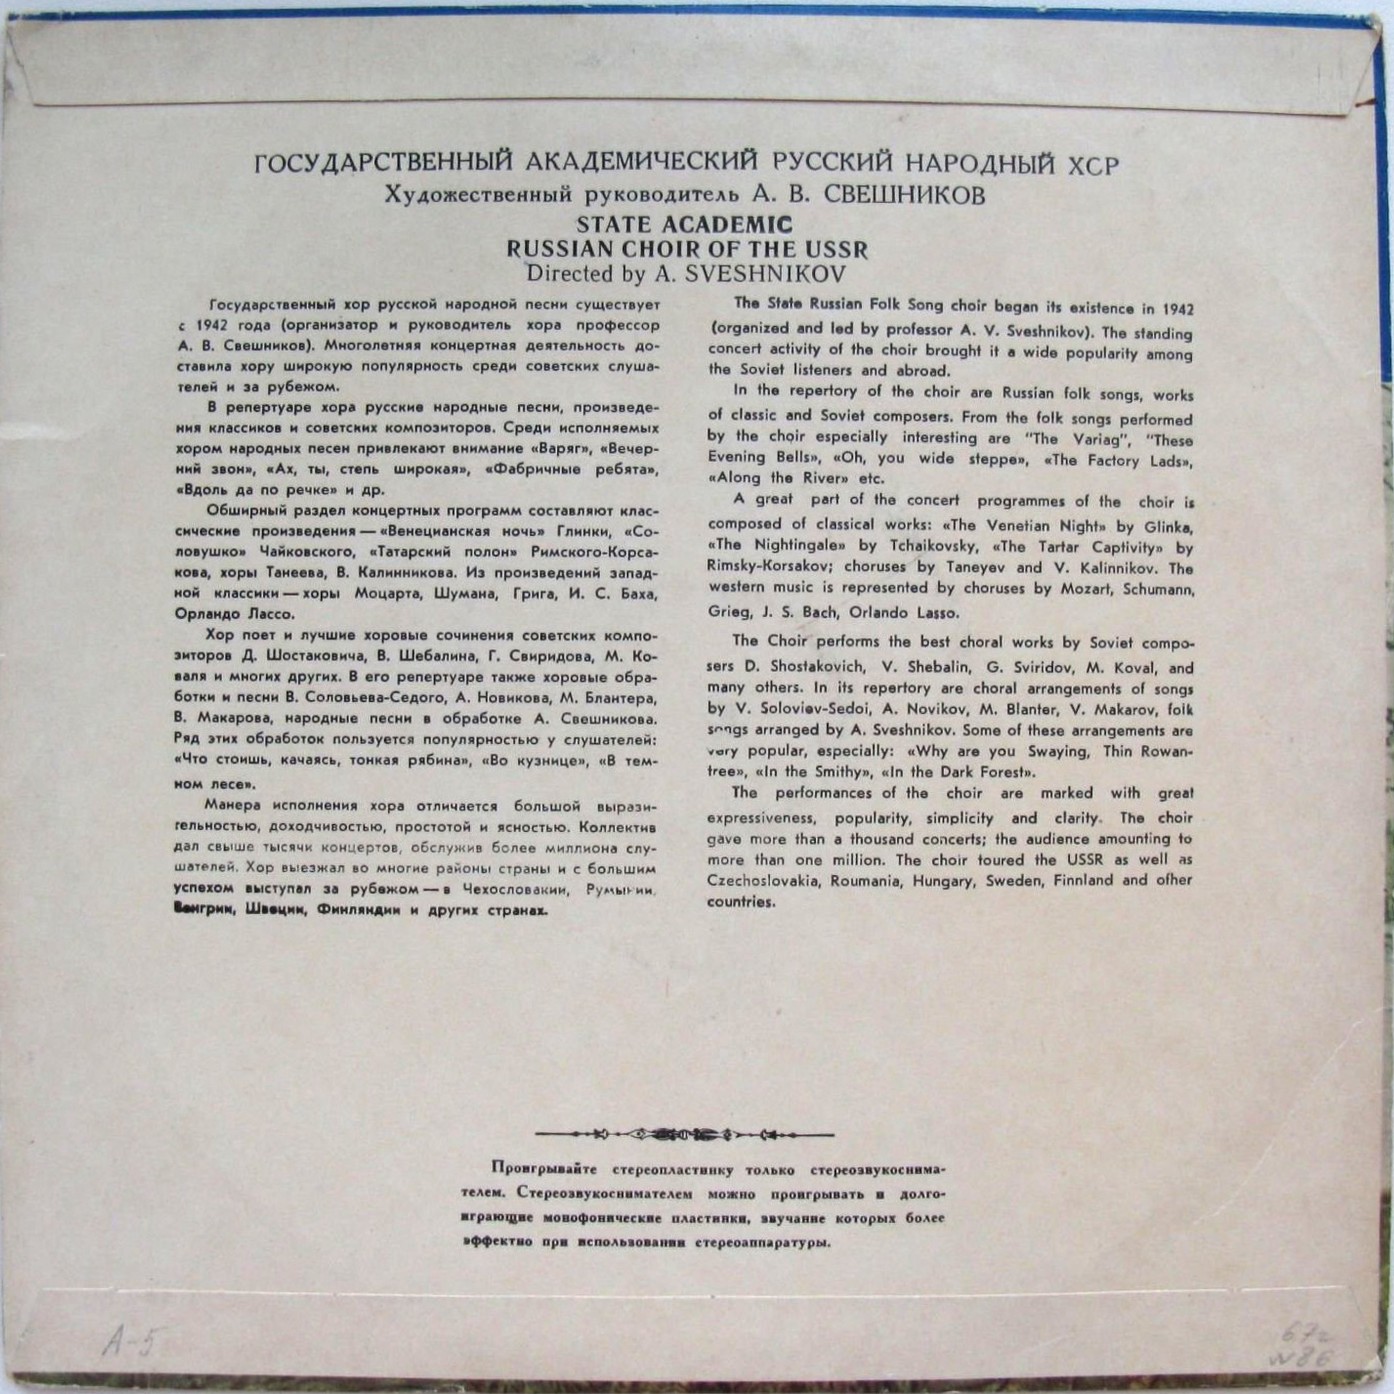 ГОСУДАРСТВЕННЫЙ АКАДЕМИЧЕСКИЙ РУССКИЙ НАРОДНЫЙ ХСР
Художественный руководитель А. В. СВЕШНИКОВ
STATE ACADEMIC
RUSSIAN CHOIR OF THE USSR
Directed by A. SVESHNIKOV
Государственный хор русской народной песни существует
с 1942 года (организатор и руководитель хора профессор
А. В. Свешников). Многолетняя концертная деятельность до-
ставила хору широкую популярность среди советских слуша-
телей и за рубежом.
В репертуаре хора русские народные песни, произведе-
ния классиков и советских композиторов. Среди исполняемых
хором народных песен привлекают внимание «Варяг», «Вечер-
ний звон», «Ах, ты, степь широкая», «Фабричные ребята»,
«Вдоль да по речке» и др.
Обширный раздел концертных программ составляют клас-
сические произведения — «Венецианская ночь» Глинки, «Со-
ловушко» Чайковского, «Татарский полон» Римского-Корса-
кова, хоры Танеева, В. Калинникова. Из произведений запад-
ной классики — хоры Моцарта, Шумана, Грига, И. С. Баха,
Орландо Лассо.
Хор поет и лучшие хоровые сочинения советских компо-
зиторов Д. Шостаковича, В. Шебалина, Г. Свиридова, М. Ко-
валя и многих других. В его репертуаре также хоровые обра-
ботки и песни В. Соловьева-Седого, А. Новикова, М. Блантера,
В. Макарова, народные песни в обработке А. Свешникова.
Ряд этих обработок пользуется популярностью у слушателей:
«Что стоишь, качаясь, тонкая рябина», «Во кузнице», «В тем-
ном лесе».
Манера исполнения хора отличается большой вырази-
тельностью, доходчивостью, простотой и ясностью. Коллектив
дал свыше тысячи концертов, обслужив более миллиона слу-
шателей. Хор выезжал во многие районы страны и с большим
успехом выступал за рубежом — в Чехословакии, Румынии,
Венгрии, Швеции, Финляндии и других странах.
The State Russian Folk Song choir began its existence in 1942
(organized and led by professor A. V. Sveshnikov). The standing
concert activity of the choir brought it a wide popularity among
the Soviet listeners and abroad.
In the repertory of the choir are Russian folk songs, works
of classic and Soviet composers. From the folk songs performed
by the choir especially interesting are "The Variag", "These
Evening Bells», «Oh, you wide steppe», «The Factory Lads»,
«Along the River» etc.
A great part of the concert programmes of the choir is
composed of classical works: «The Venetian Night» by Glinka,
«The Nightingale» by Tchaikovsky, «The Tartar Captivity» by
Rimsky-Korsakov; choruses by Taneyev and V. Kalinnikov. The
western music is represented by choruses by Mozart, Schumann,
Grieg, J. S. Bach, Orlando Lasso.
The Choir performs the best choral works by Soviet compo-
sers D. Shostakovich, V. Shebalin, G. Sviridov, M. Koval, and
many others. In its repertory are choral arrangements of songs
by V. Soloviev-Sedoi, A. Novikov, M. Blanter, V. Makarov, folk
songs arranged by A. Sveshnikov. Some of these arrangements are
very popular, especially: «Why are you Swaying, Thin Rowan-
tree», «In the Smithy», «In the Dark Forest».
The performances of the choir are marked with great
expressiveness, popularity, simplicity and clarity. The choir
gave more than a thousand concerts; the audience amounting to
more than one million. The choir toured the USSR as well as
Czechoslovakia, Roumania, Hungary, Sweden, Finnland and other
countries.
Проигрывайте стереопластинку только стереозвукоснима-
телем. Стереозвукоснимателем можно проигрывать и долго-
играющие монофонические пластинки, звучание которых более
эффектно при использовании стереоаппаратуры.
А-5